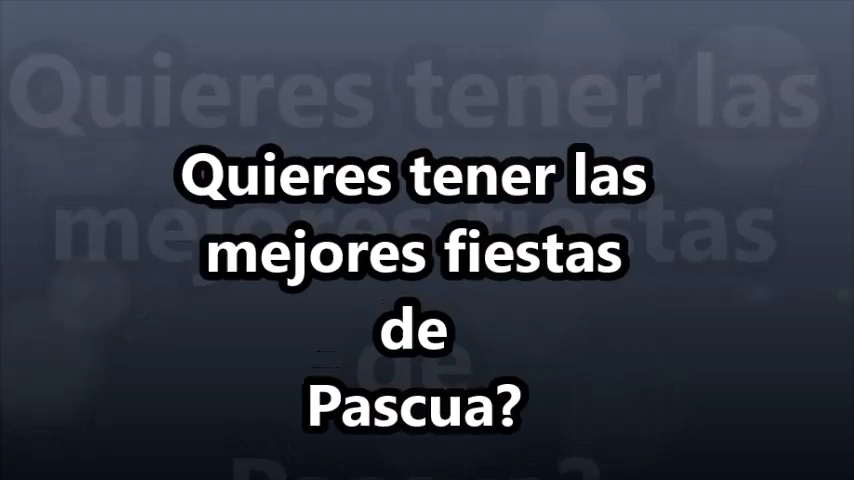 Quieres tener las
mejores fiestas
de
Pascua?